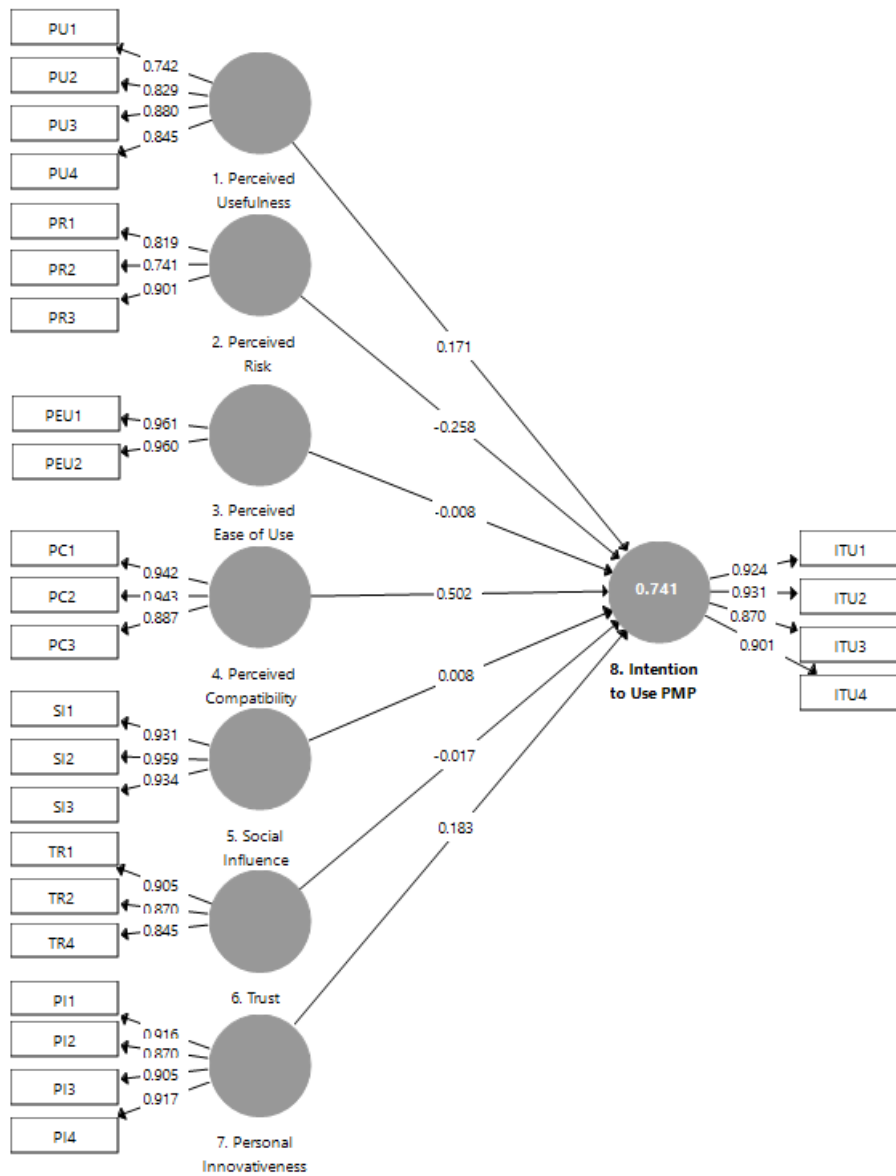 PU1
PU2
PU3
PU4
0.742
0.829
0.880
0.845
1. Perceived
Usefulness
PR1
PR2
PR3
0.819
0.741
0.901
2. Perceived
Risk
PEU1
PEU2
0.961
0.960
3. Perceived
Ease of Use
PC1
PC2
PC3
0.942
0.943
0.887
4. Perceived
Compatibility
SI1
SI2
SI3
0.931
0.959
0.934
5. Social
Influence
TR1
TR2
TR4
0.905
0.870
0.845
6. Trust
PI1
PI2
PI3
PI4
0.916
0.870
0.905
0.917
7. Personal
Innovativeness
0.171
-0.258
-0.008
0.502
0.008
-0.017
0.183
0.741
8. Intention
to Use PMP
0.924
0.931
0.870
0.901
ITU1
ITU2
ITU3
ITU4